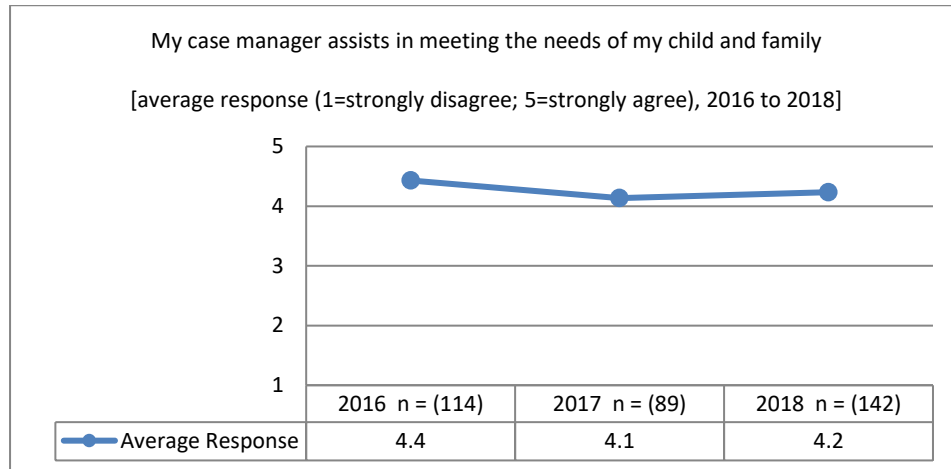 My case manager assists in meeting the needs of my child and family
[average response (1=strongly disagree; 5=strongly agree), 2016 to 2018]
5
4
3
2
1
2016 n = (114) 2017 n = (89) 2018 n = (142)
Average Response 4.4 4.1 4.2